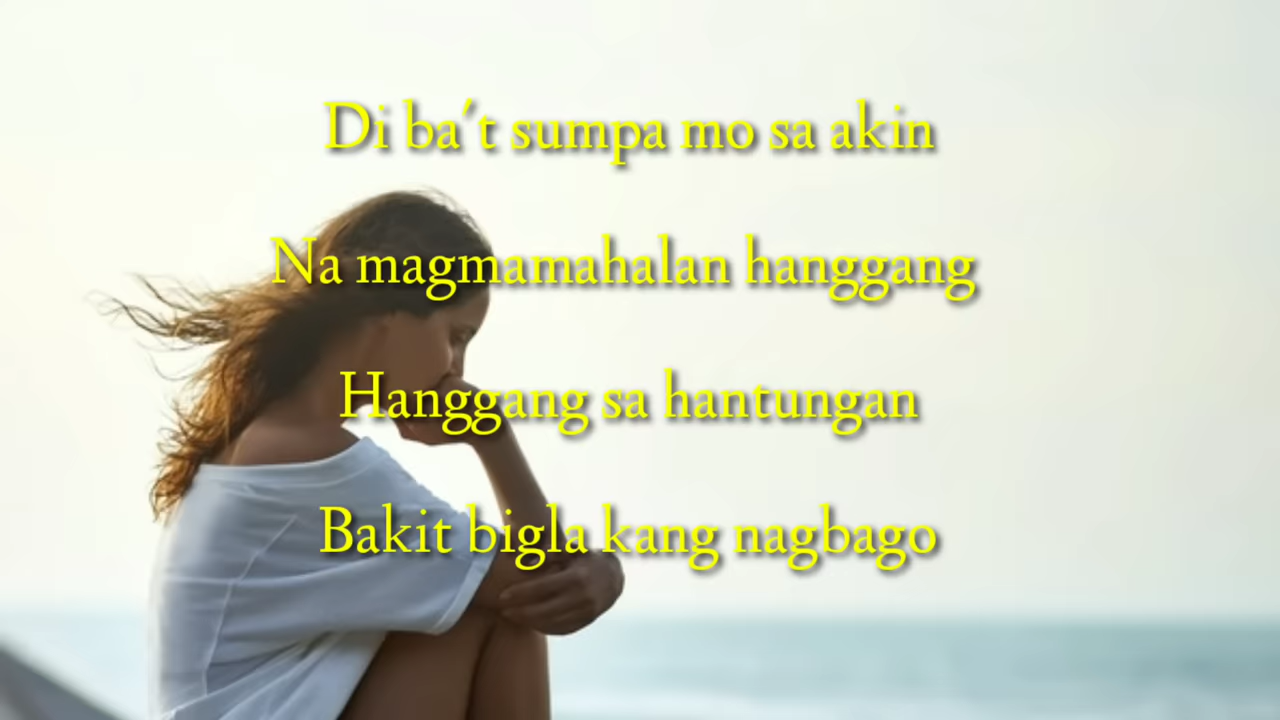 Di ba't sumpa mo sa akin
Na magmamahalan hanggang
Hanggang sa hantungan
Bakit bigla kang nagbago